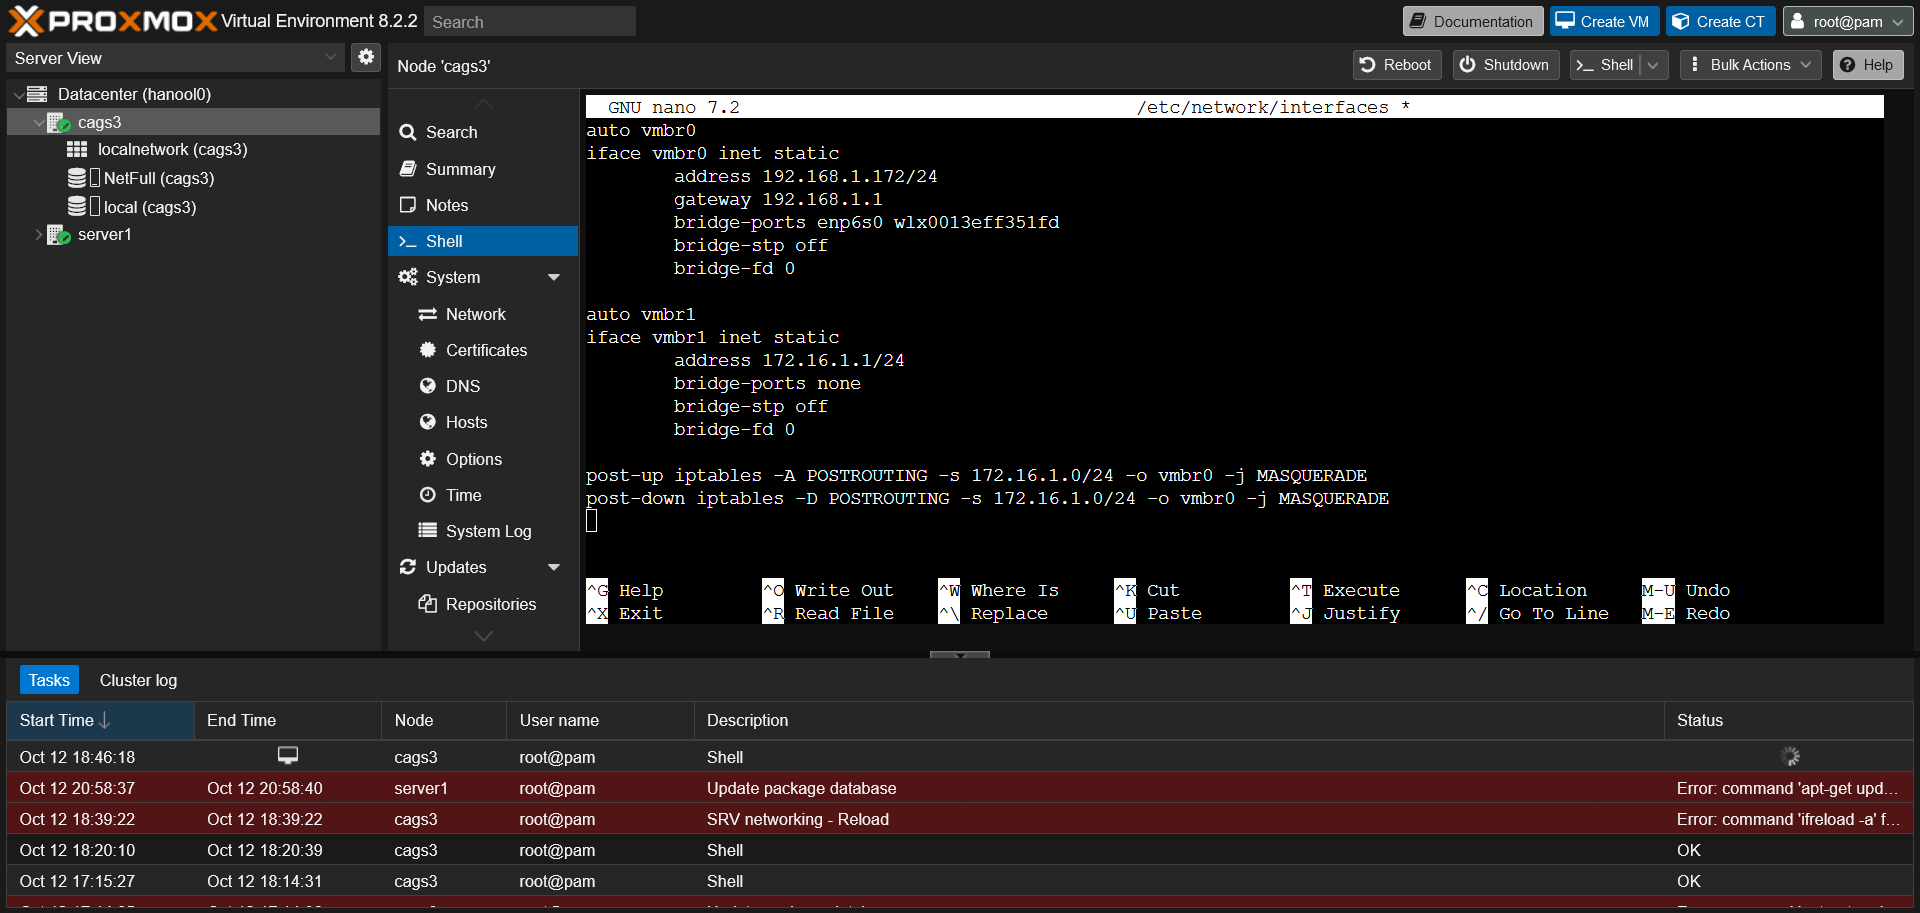 PROXMOX Virtual Environment 8.2.2 Search Documentation Create VM Create CT root@pam
Server View
Node 'cags3' Reboot Shutdown Shell Bulk Actions Help
Datacenter (hanool0)
cags3
localnetwork (cags3)
NetFull (cags3)
local (cags3)
server1
Search
Summary
Notes
Shell
System
Network
Certificates
DNS
Hosts
Options
Time
System Log
Updates
Repositories
GNU nano 7.2 /etc/network/interfaces *
auto vmbr0
iface vmbr0 inet static
address 192.168.1.172/24
gateway 192.168.1.1
bridge-ports enp6s0 wlx0013eff351fd
bridge-stp off
bridge-fd 0
auto vmbr1
iface vmbr1 inet static
address 172.16.1.1/24
bridge-ports none
bridge-stp off
bridge-fd 0
post-up iptables -A POSTROUTING -s 172.16.1.0/24 -o vmbr0 -j MASQUERADE
post-down iptables -D POSTROUTING -s 172.16.1.0/24 -o vmbr0 -j MASQUERADE
^G Help ^O Write Out ^W Where Is ^K Cut ^T Execute ^C Location M-U Undo
^X Exit ^R Read File ^\ Replace ^U Paste ^J Justify ^/ Go To Line M-E Redo
Tasks Cluster log
Start Time End Time Node User name Description Status
Oct 12 18:46:18 cags3 root@pam Shell
Oct 12 20:58:37 Oct 12 20:58:40 server1 root@pam Update package database Error: command 'apt-get upd...
Oct 12 18:39:22 Oct 12 18:39:22 cags3 root@pam SRV networking - Reload Error: command 'ifreload -a' f...
Oct 12 18:20:10 Oct 12 18:20:39 cags3 root@pam Shell OK
Oct 12 17:15:27 Oct 12 18:14:31 cags3 root@pam Shell OK